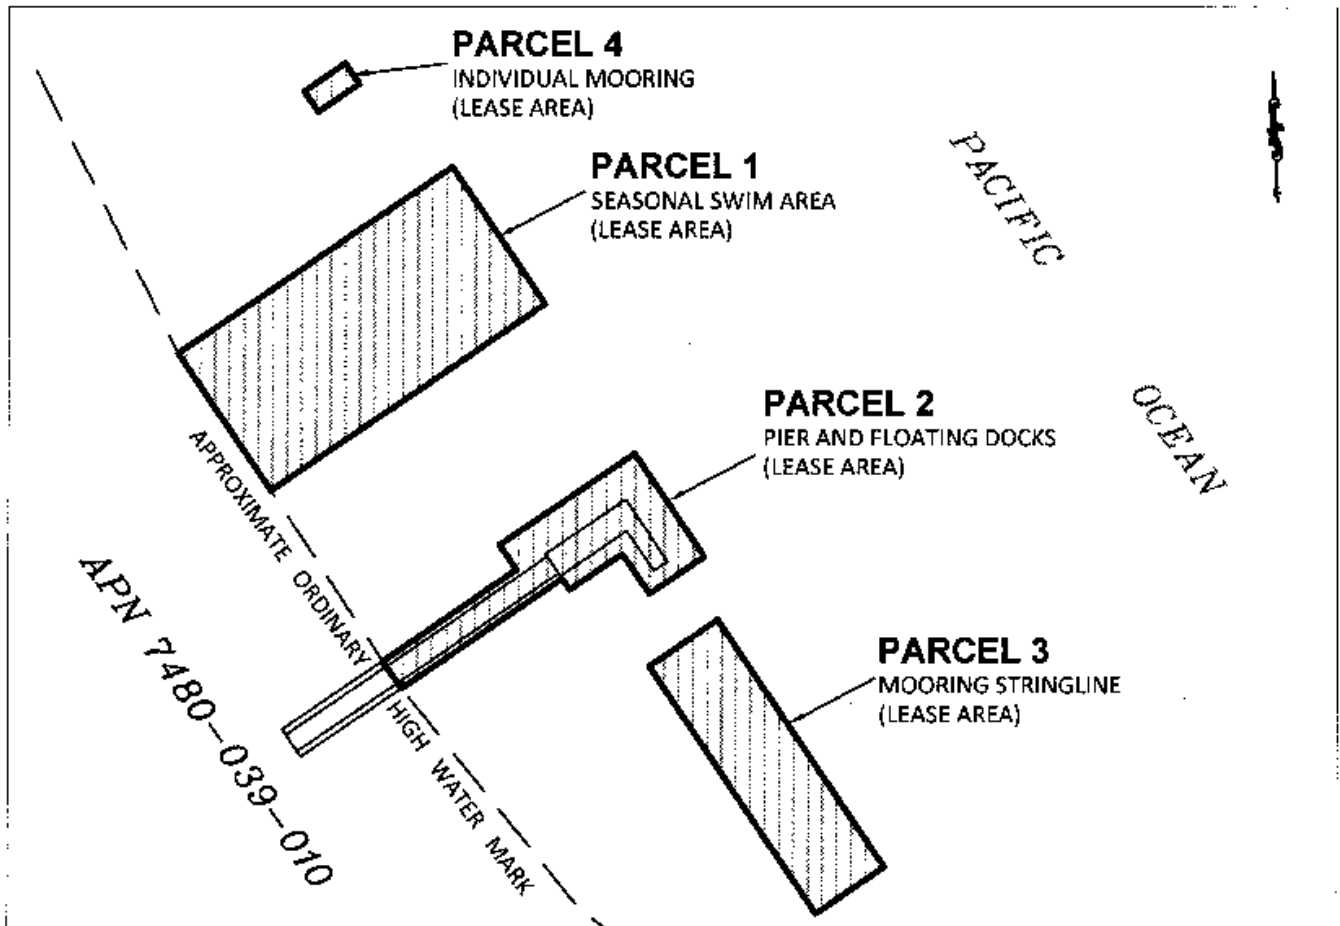 PARCEL 4
INDIVIDUAL MOORING
(LEASE AREA)
PARCEL 1
SEASONAL SWIM AREA
(LEASE AREA)
PACIFIC
OCEAN
PARCEL 2
PIER AND FLOATING DOCKS
(LEASE AREA)
APPROXIMATE ORDINARY HIGH WATER MARK
APN 7480-039-010
PARCEL 3
MOORING STRINGLINE
(LEASE AREA)